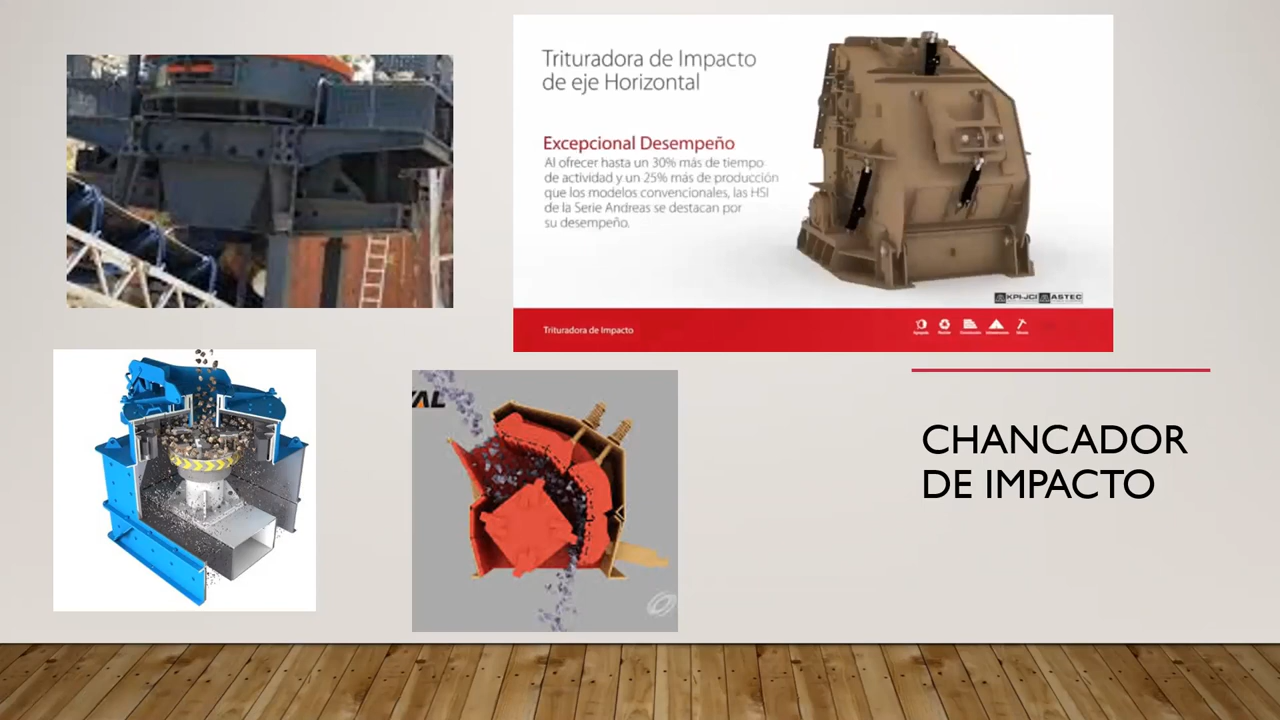 Trituradora de Impacto
de eje Horizontal
Excepcional Desempeño
Al ofrecer hasta un 30% más de tiempo
de actividad y un 25% más de producción
que los modelos convencionales, las HSI
de la Serie Andreas se destacan por
su desempeño.
KPI-JCI ASTEC
Trituradora de Impacto
CHANCADOR
DE IMPACTO